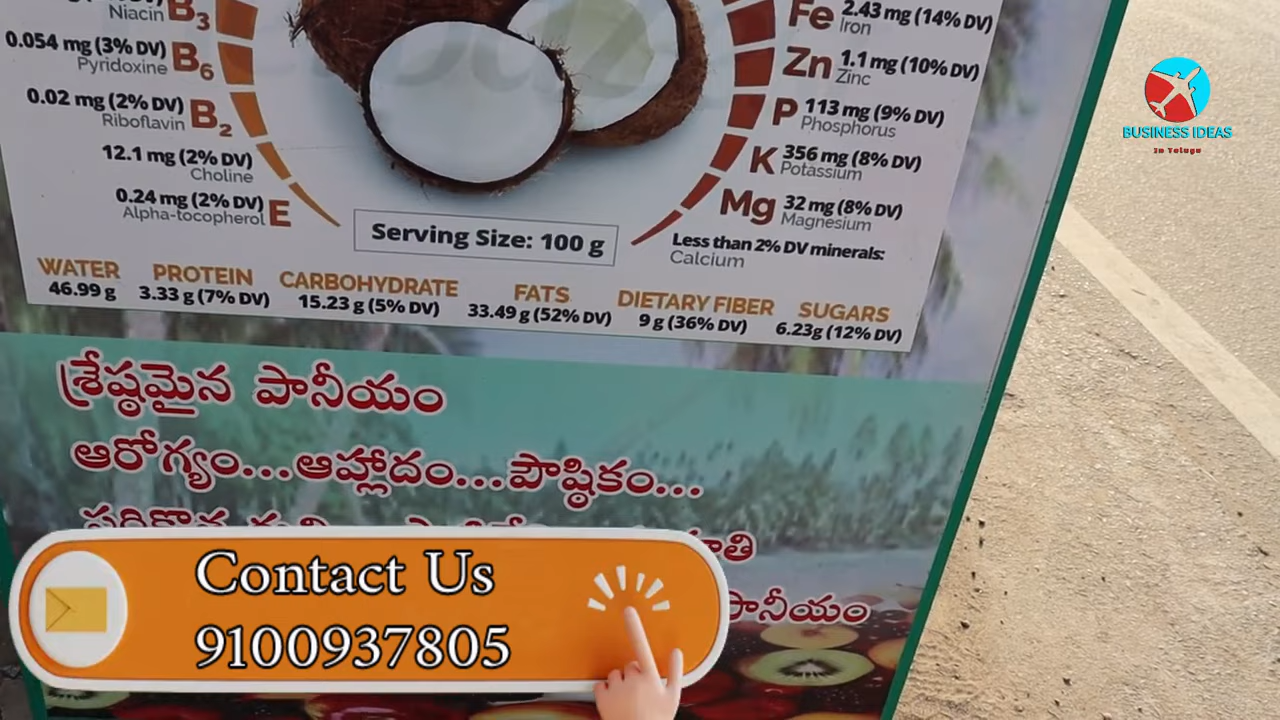 Niacin B3
0.054 mg (3% DV)
Pyridoxine B6
0.02 mg (2% DV)
Riboflavin B2
12.1 mg (2% DV)
Choline
0.24 mg (2% DV)
Alpha-tocopherol E
Fe 2.43 mg (14% DV)
Iron
Zn 1.1 mg (10% DV)
Zinc
P 113 mg (9% DV)
Phosphorus
K 356 mg (8% DV)
Potassium
Mg 32 mg (8% DV)
Magnesium
Less than 2% DV minerals:
Calcium
Serving Size: 100 g
WATER PROTEIN CARBOHYDRATE FATS DIETARY FIBER SUGARS
46.99 g 3.33 g (7% DV) 15.23 g (5% DV) 33.49 g (52% DV) 9 g (36% DV) 6.23g (12% DV)
శ్రేష్ఠమైన పానీయం
ఆరోగ్యం...ఆహ్లాదం...పౌష్ఠికం...
పానీయం
Contact Us
9100937805
BUSINESS IDEAS
In Telugu